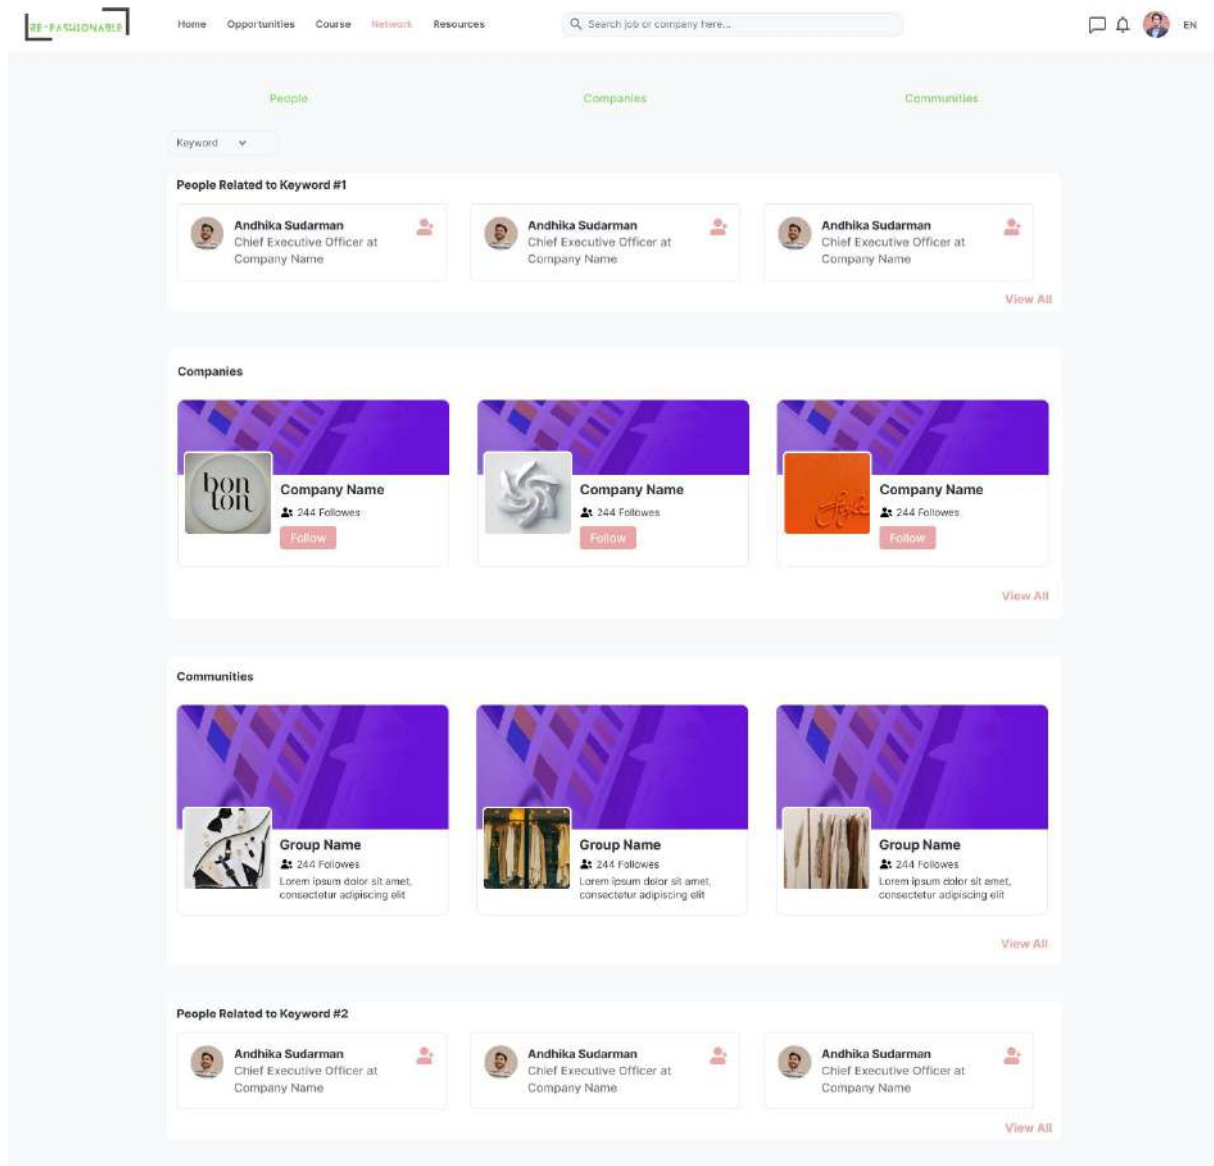 RE-FASHIONABLE
Home Opportunities Course Network Resources
Search job or company here...
EN
People Companies Communities
Keyword
People Related to Keyword #1
Andhika Sudarman
Chief Executive Officer at
Company Name
Andhika Sudarman
Chief Executive Officer at
Company Name
Andhika Sudarman
Chief Executive Officer at
Company Name
View All
Companies
bon
ton
Company Name
244 Followes
Follow
Company Name
244 Followes
Follow
Style
Company Name
244 Followes
Follow
View All
Communities
Group Name
244 Followes
Lorem ipsum dolor sit amet,
consectetur adipiscing elit
Group Name
244 Followes
Lorem ipsum dolor sit amet,
consectetur adipiscing elit
Group Name
244 Followes
Lorem ipsum dolor sit amet,
consectetur adipiscing elit
View All
People Related to Keyword #2
Andhika Sudarman
Chief Executive Officer at
Company Name
Andhika Sudarman
Chief Executive Officer at
Company Name
Andhika Sudarman
Chief Executive Officer at
Company Name
View All